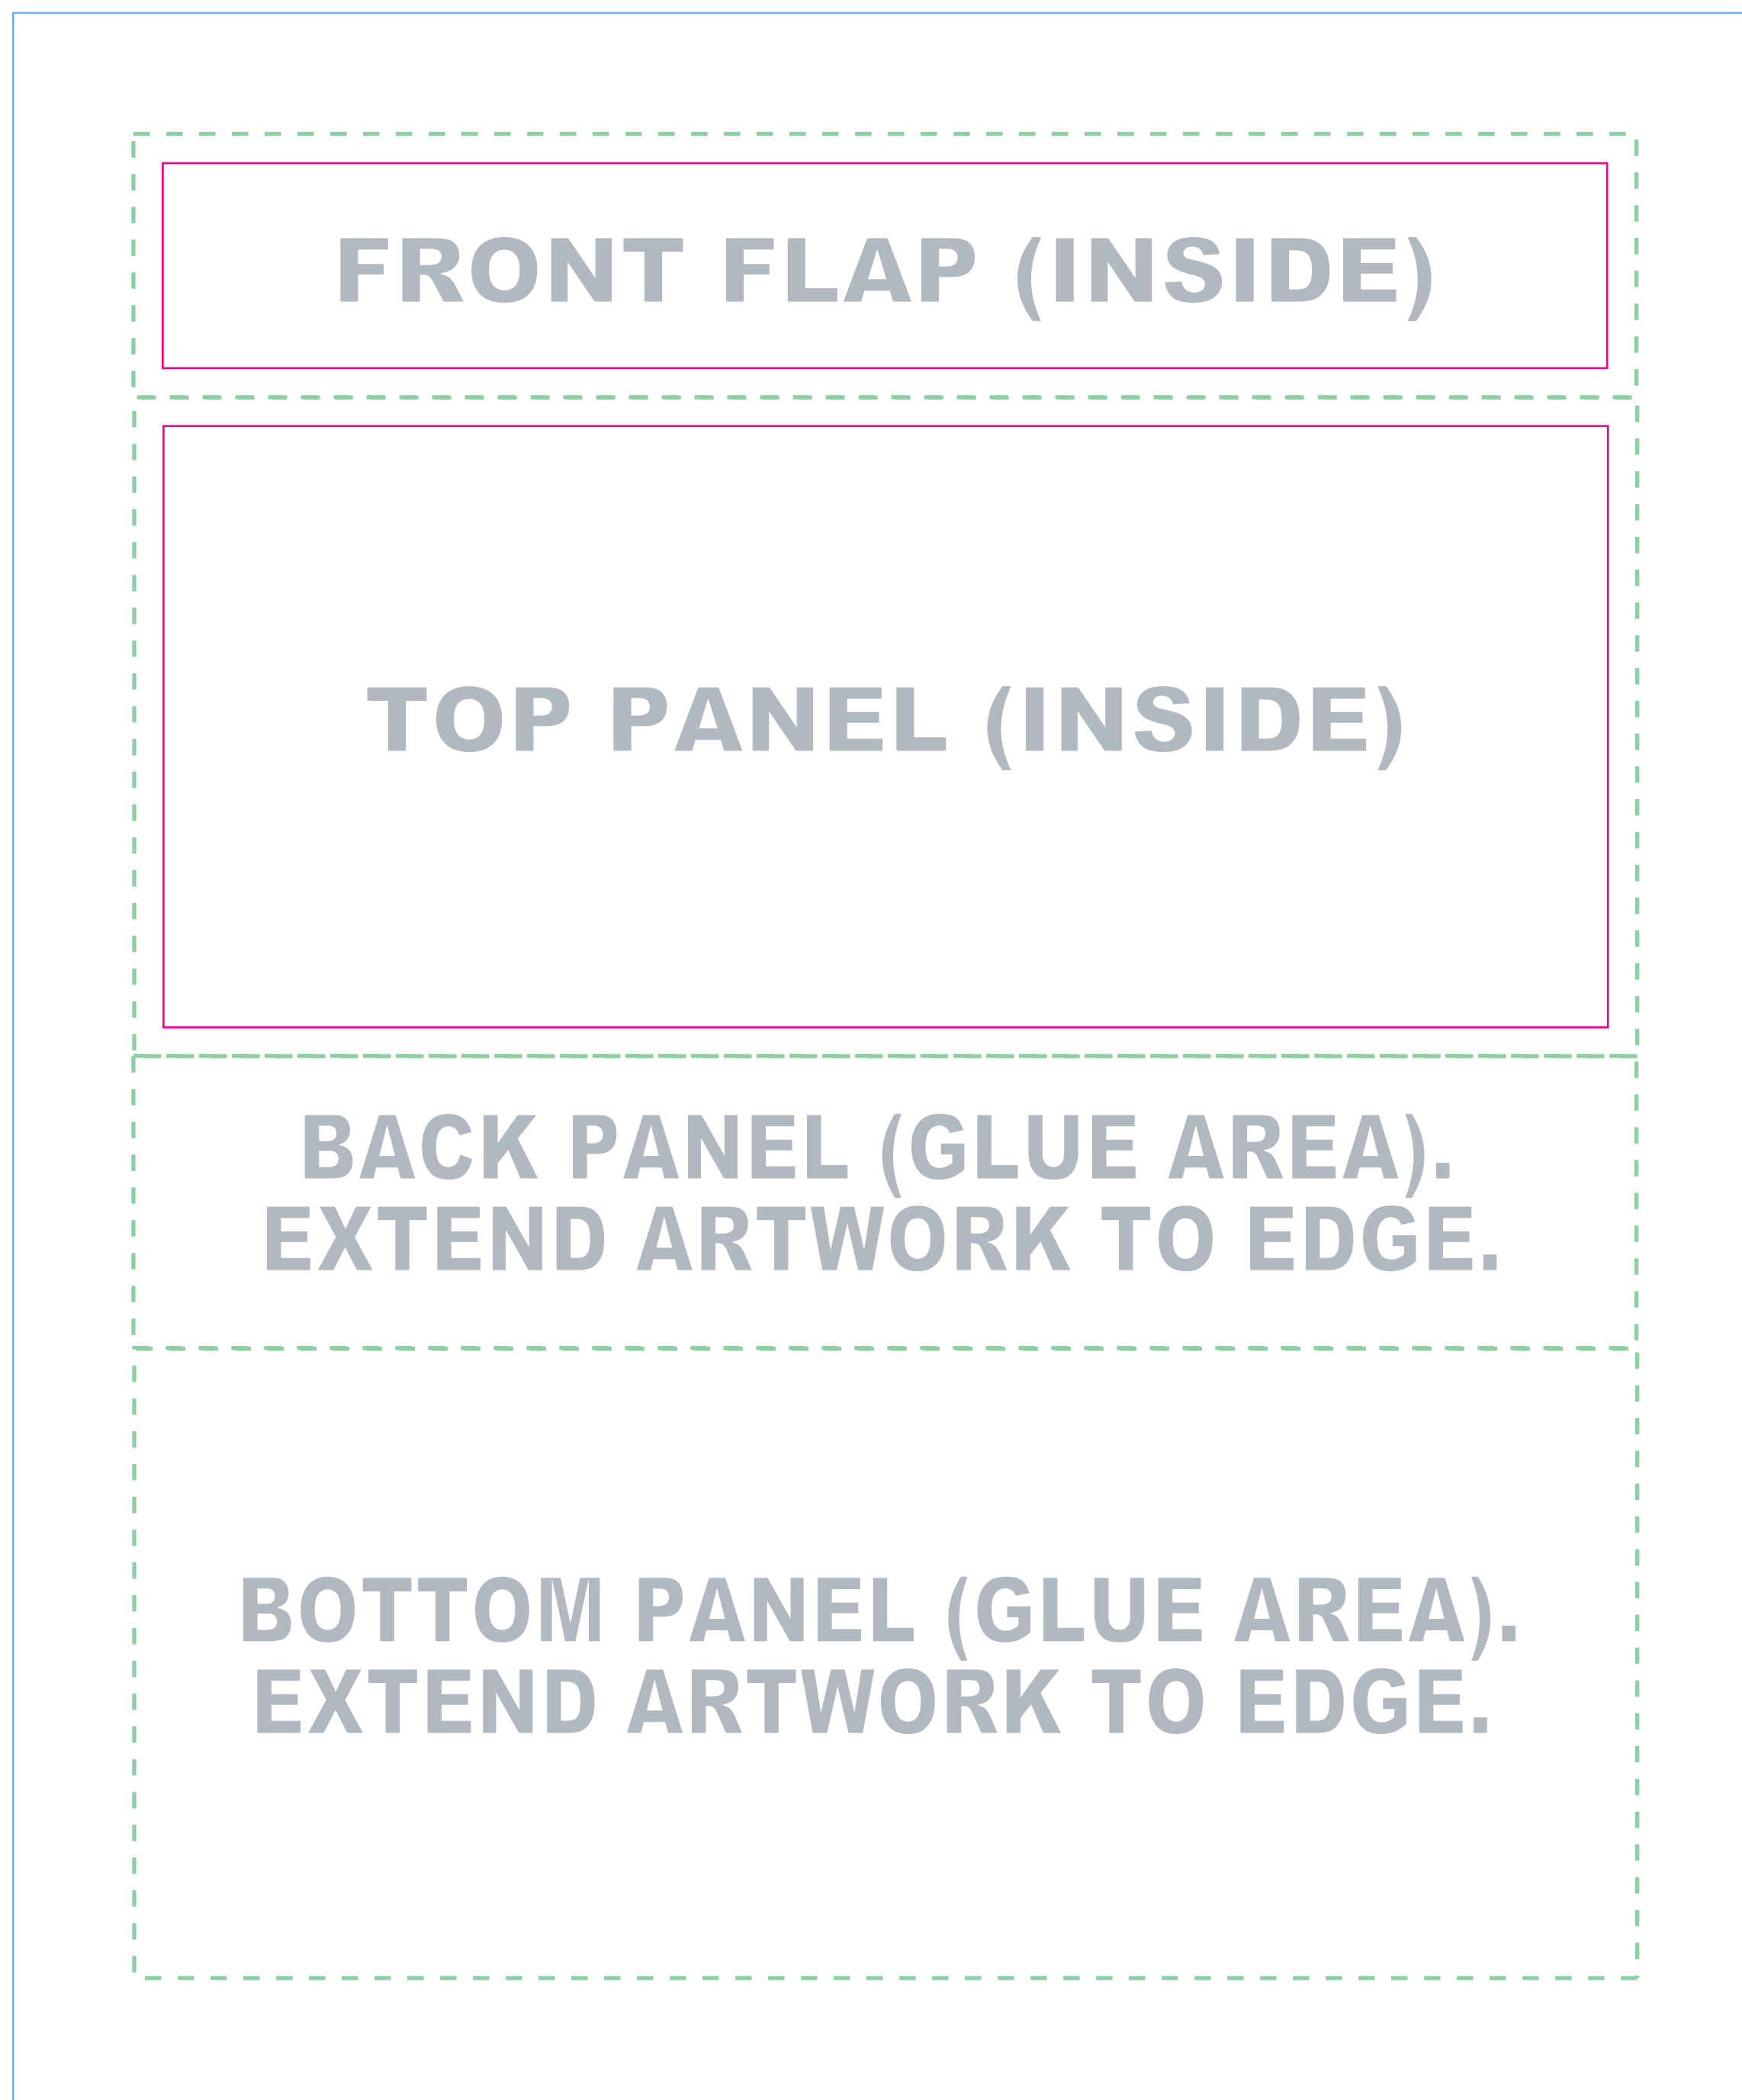 FRONT FLAP (INSIDE)
TOP PANEL (INSIDE)
BACK PANEL (GLUE AREA).
EXTEND ARTWORK TO EDGE.
BOTTOM PANEL (GLUE AREA).
EXTEND ARTWORK TO EDGE.